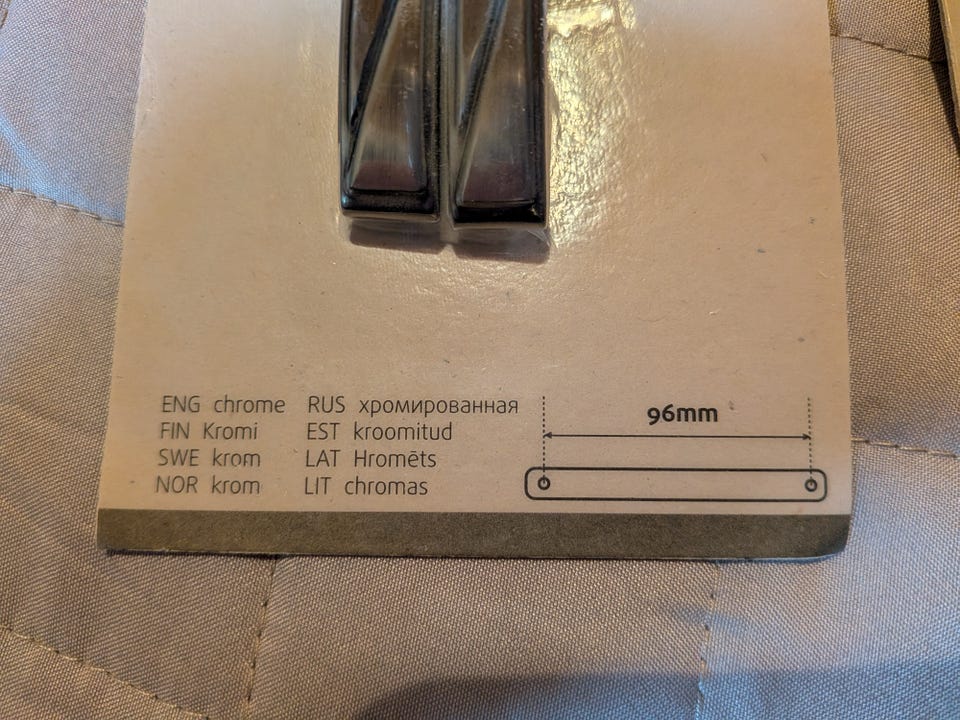 ENG chrome RUS хромированная
FIN Kromi EST kroomitud
SWE krom LAT Hromēts
NOR krom LIT chromas
96mm